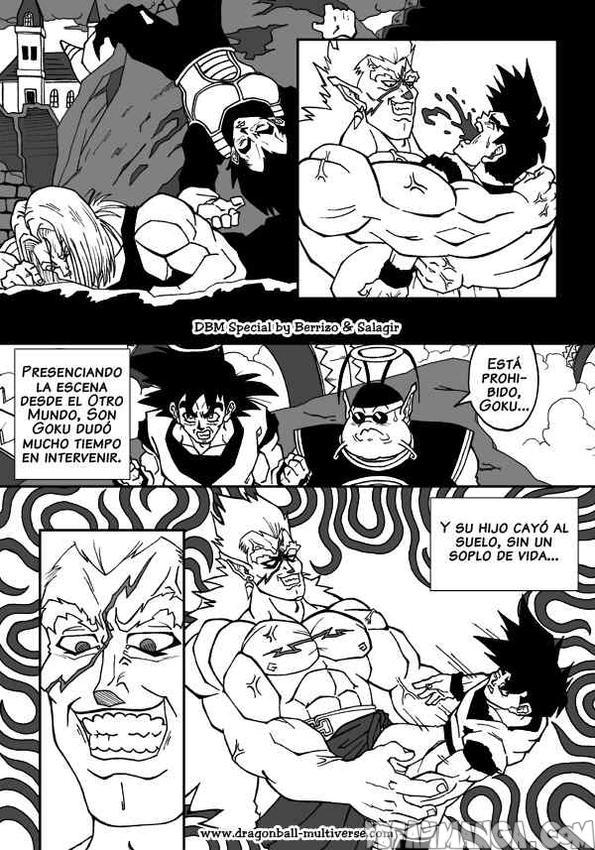 DBM Special by Berrizo & Salagir
Presenciando
la escena
desde el Otro
Mundo, Son
Goku dudó
mucho tiempo
en intervenir.
Está
prohi-
bido,
Goku...
Y su hijo cayó al
suelo, sin un
soplo de vida...
www.dragonball-multiverse.com